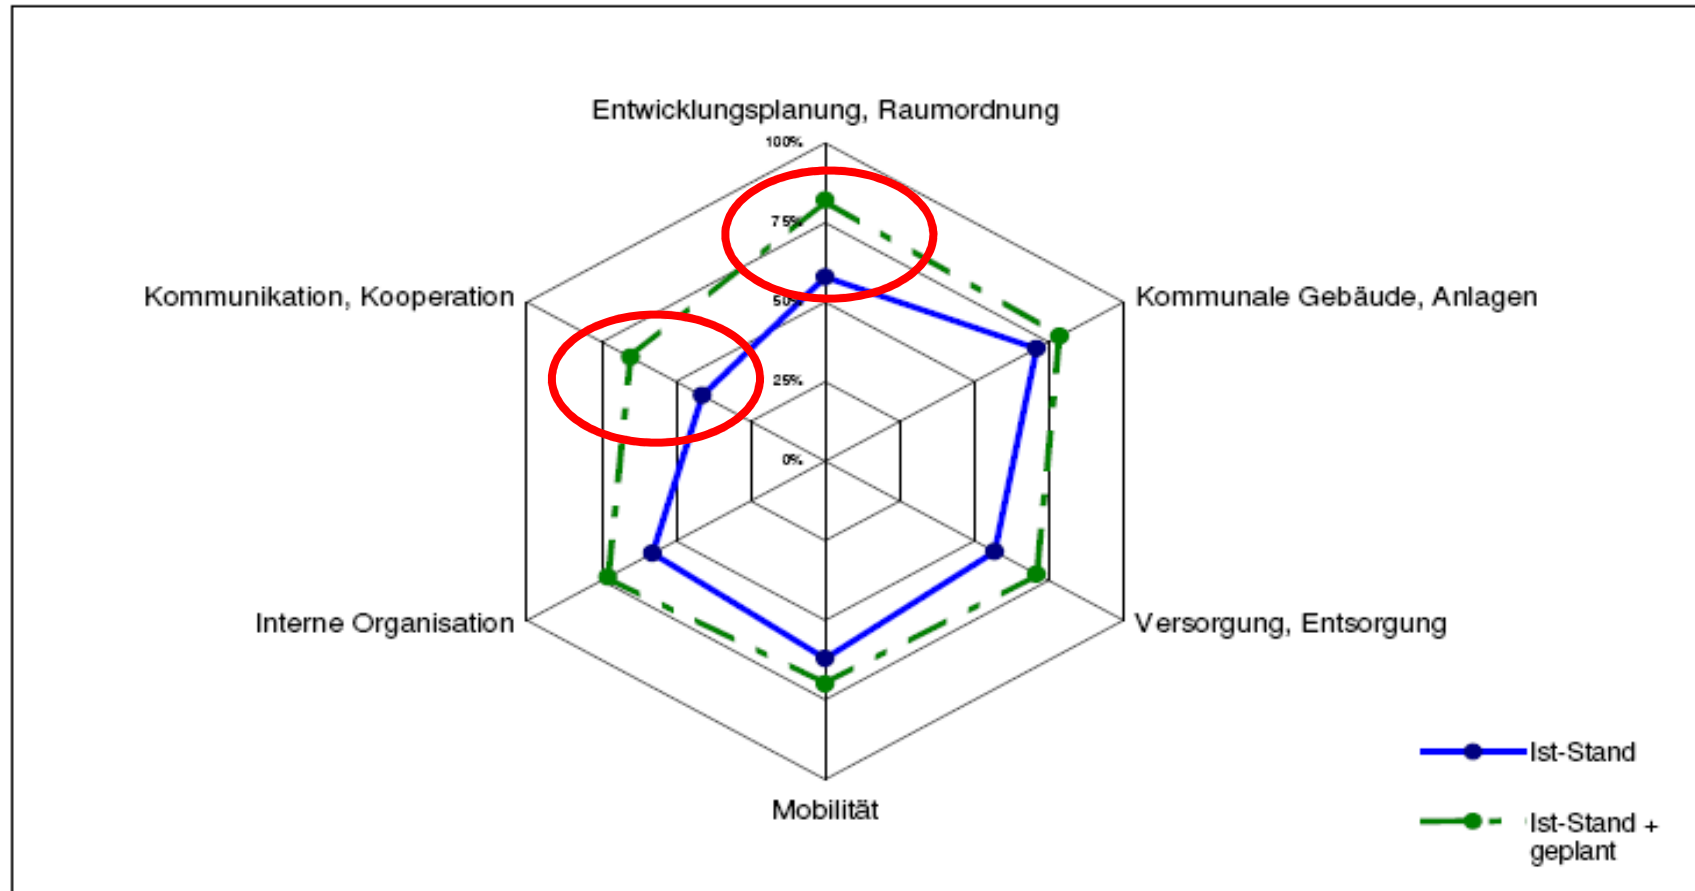 Entwicklungsplanung, Raumordnung
100%
75%
50%
25%
0%
Kommunikation, Kooperation
Kommunale Gebäude, Anlagen
Interne Organisation
Versorgung, Entsorgung
Mobilität
Ist-Stand
Ist-Stand +
geplant